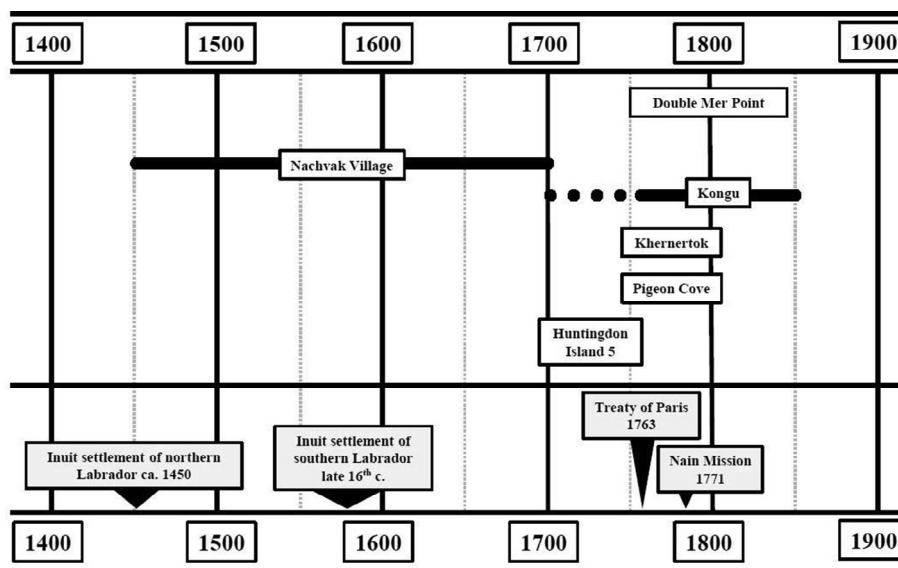 1400 1500 1600 1700 1800 1900
Double Mer Point
Nachvak Village
Kongu
Khernertok
Pigeon Cove
Huntingdon
Island 5
Treaty of Paris
1763
Inuit settlement of northern
Labrador ca. 1450
Inuit settlement of
southern Labrador
late 16th c.
Nain Mission
1771
1400 1500 1600 1700 1800 1900